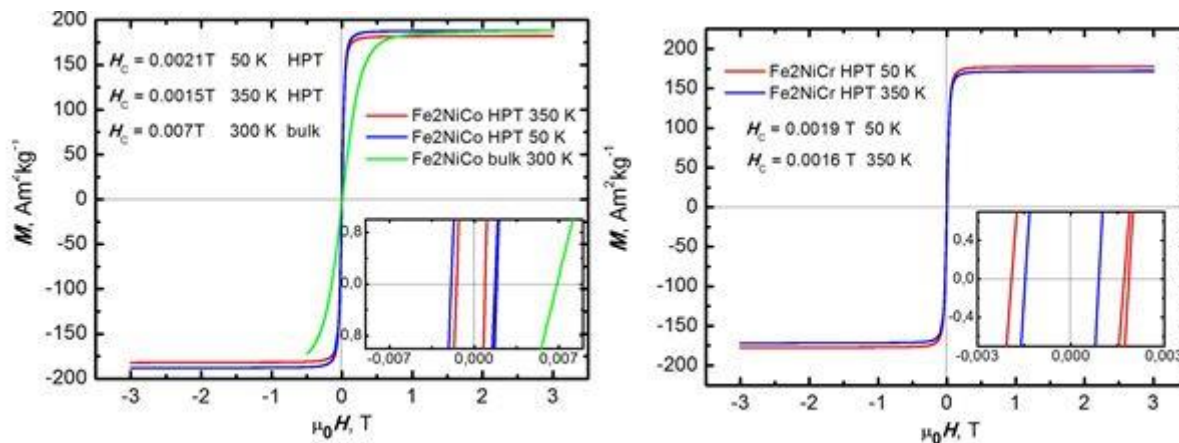 200
150
100
50
0
-50
-100
-150
-200
M, Am²kg⁻¹
H_C = 0.0021T 50 K HPT
H_C = 0.0015T 350 K HPT
H_C = 0.007T 300 K bulk
Fe2NiCo HPT 350 K
Fe2NiCo HPT 50 K
Fe2NiCo bulk 300 K
0,8
0,0
0,8
-0,007
0,000
0,007
-3 -2 -1 0 1 2 3
μ₀H, T
200
150
100
50
0
-50
-100
-150
-200
M, Am²kg⁻¹
Fe2NiCr HPT 50 K
Fe2NiCr HPT 350 K
H_C = 0.0019 T 50 K
H_C = 0.0016 T 350 K
0,4
0,0
-0,4
-0,003
0,000
0,003
-3 -2 -1 0 1 2 3
μ₀H, T